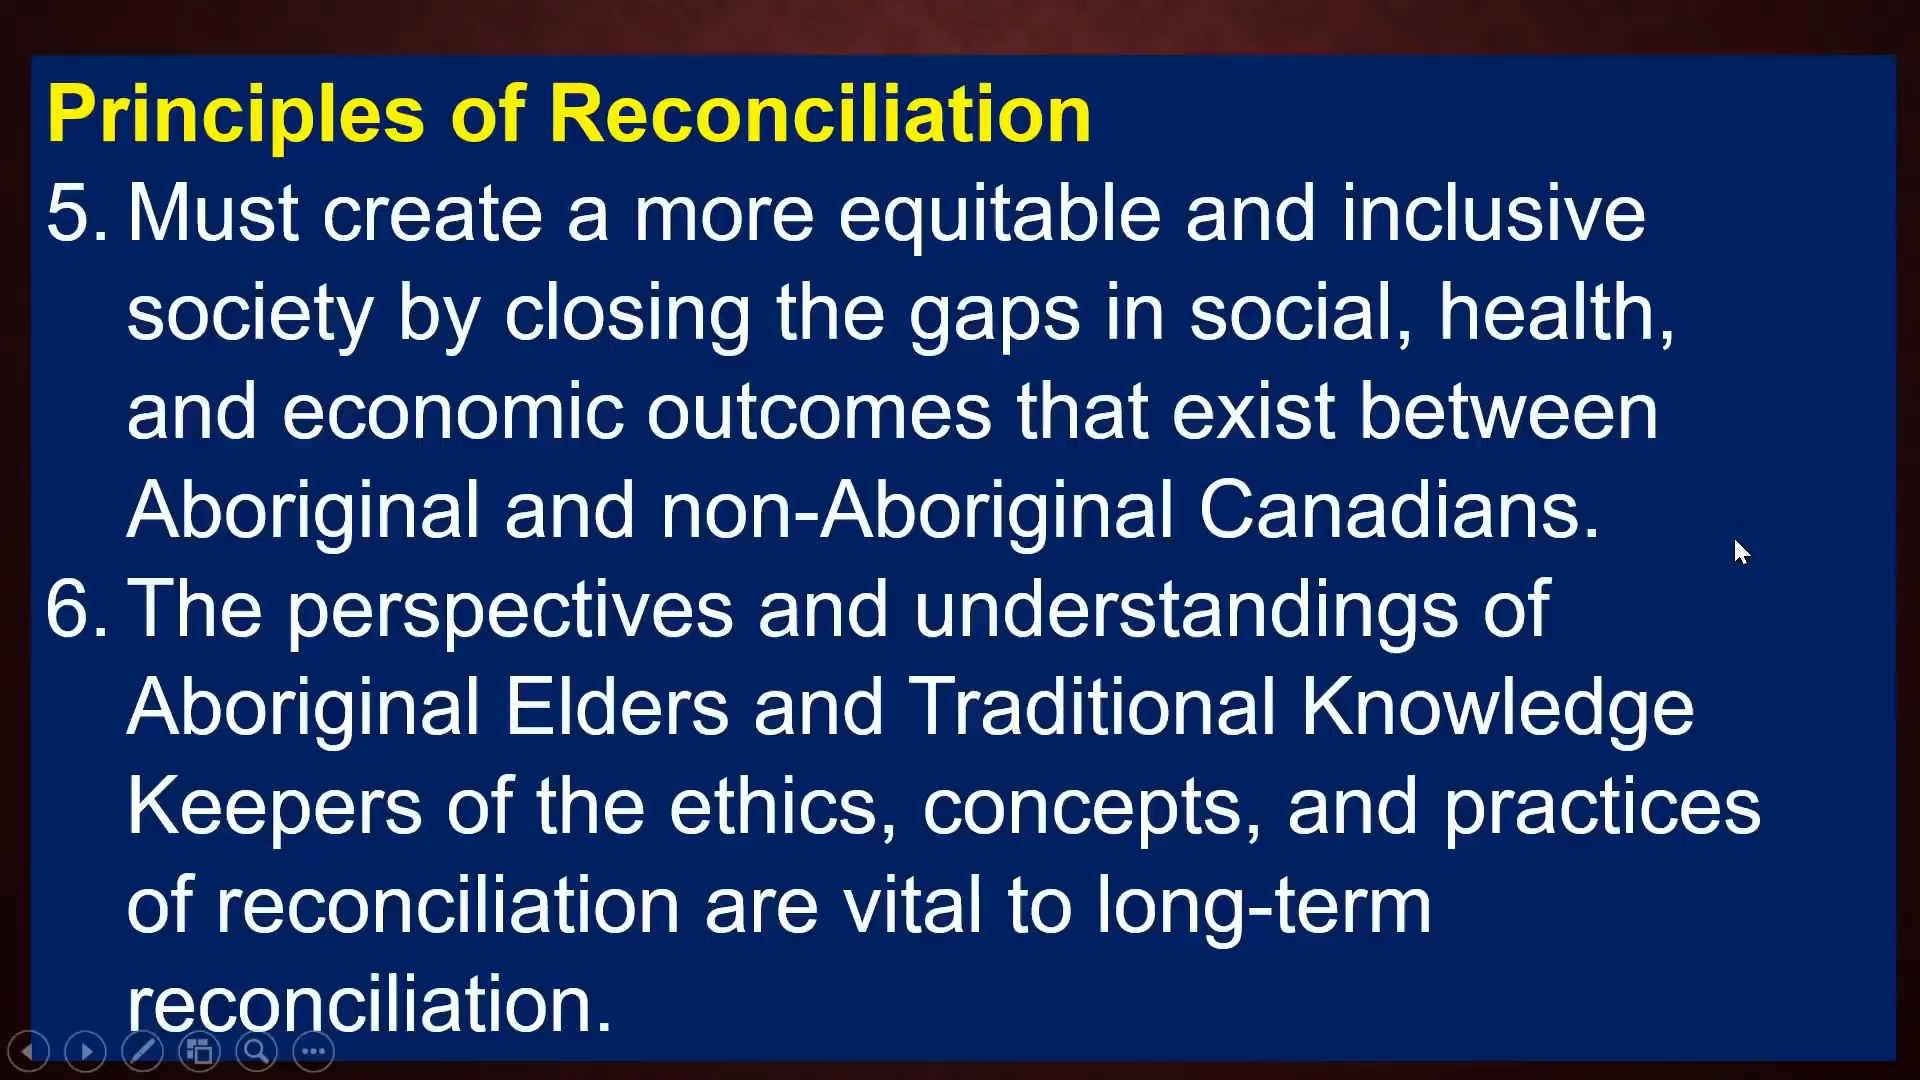 Principles of Reconciliation
5. Must create a more equitable and inclusive
society by closing the gaps in social, health,
and economic outcomes that exist between
Aboriginal and non-Aboriginal Canadians.
6. The perspectives and understandings of
Aboriginal Elders and Traditional Knowledge
Keepers of the ethics, concepts, and practices
of reconciliation are vital to long-term
reconciliation.